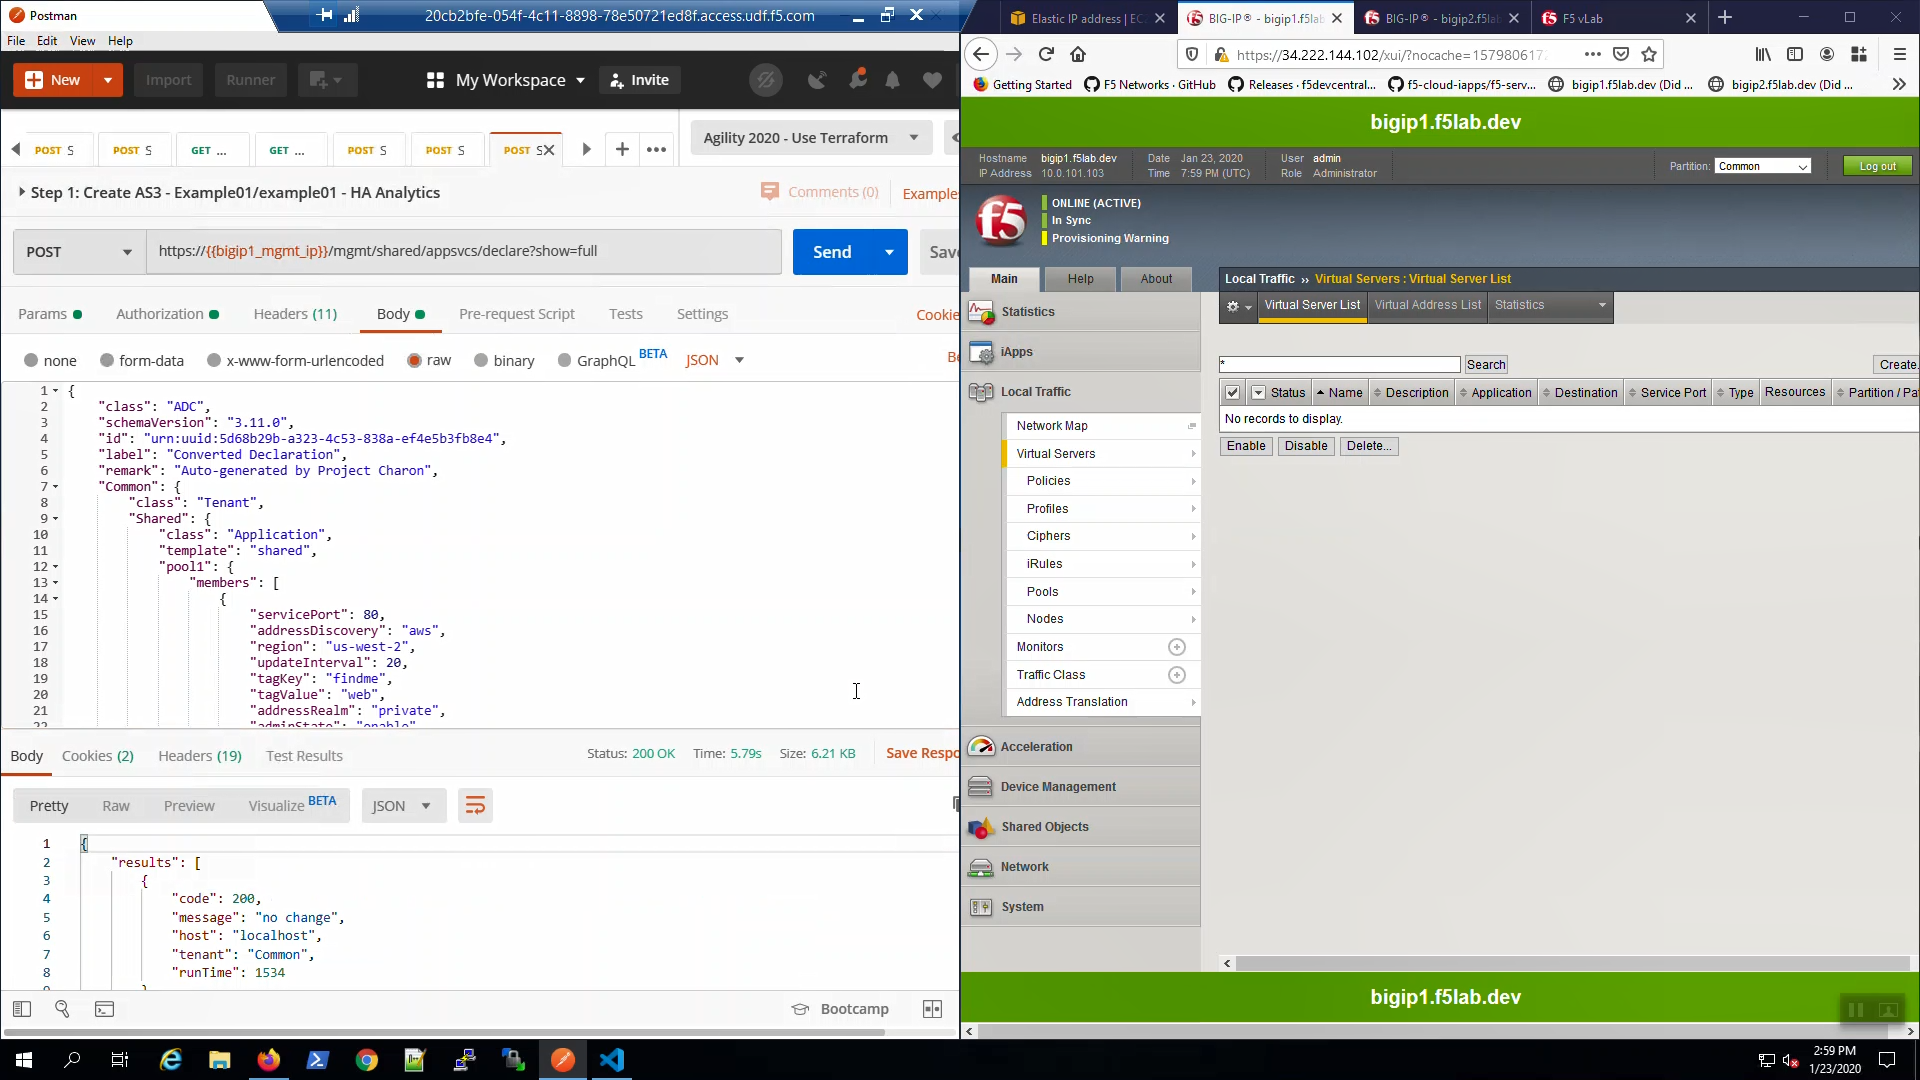 Postman
20cb2bfe-054f-4c11-8898-78e50721ed8f.access.udf.f5.com
File Edit View Help
New Import Runner My Workspace Invite
POST S POST S GET ... GET ... POST S POST S POST S
Agility 2020 - Use Terraform
Step 1: Create AS3 - Example01/example01 - HA Analytics
Comments (0) Examples
POST https://{{bigip1_mgmt_ip}}/mgmt/shared/appsvcs/declare?show=full Send Save
Params Authorization Headers (11) Body Pre-request Script Tests Settings Cookie
none form-data x-www-form-urlencoded raw binary GraphQL BETA JSON Be
1 {
2 "class": "ADC",
3 "schemaVersion": "3.11.0",
4 "id": "urn:uuid:5d68b29b-a323-4c53-838a-ef4e5b3fb8e4",
5 "label": "Converted Declaration",
6 "remark": "Auto-generated by Project Charon",
7 "Common": {
8 "class": "Tenant",
9 "Shared": {
10 "class": "Application",
11 "template": "shared",
12 "pool1": {
13 "members": [
14 {
15 "servicePort": 80,
16 "addressDiscovery": "aws",
17 "region": "us-west-2",
18 "updateInterval": 20,
19 "tagKey": "findme",
20 "tagValue": "web",
21 "addressRealm": "private",
22 "adminState": "enable"
Body Cookies (2) Headers (19) Test Results Status: 200 OK Time: 5.79s Size: 6.21 KB Save Respo
Pretty Raw Preview Visualize BETA JSON
1 {
2 "results": [
3 {
4 "code": 200,
5 "message": "no change",
6 "host": "localhost",
7 "tenant": "Common",
8 "runTime": 1534
Bootcamp
Elastic IP address | EC
BIG-IP® - bigip1.f5lab
BIG-IP® - bigip2.f5lab
F5 vLab
https://34.222.144.102/xui/?nocache=157980617
Getting Started F5 Networks · GitHub Releases · f5devcentral... f5-cloud-iapps/f5-serv... bigip1.f5lab.dev (Did ... bigip2.f5lab.dev (Did ...
bigip1.f5lab.dev
Hostname bigip1.f5lab.dev Date Jan 23, 2020 User admin
IP Address 10.0.101.103 Time 7:59 PM (UTC) Role Administrator
Partition: Common Log out
f5
ONLINE (ACTIVE)
In Sync
Provisioning Warning
Main Help About
Local Traffic ›› Virtual Servers : Virtual Server List
Virtual Server List Virtual Address List Statistics
Statistics
iApps
Local Traffic
Network Map
Virtual Servers
Policies
Profiles
Ciphers
iRules
Pools
Nodes
Monitors
Traffic Class
Address Translation
Acceleration
Device Management
Shared Objects
Network
System
* Search Create.
Status Name Description Application Destination Service Port Type Resources Partition / Pa
No records to display.
Enable Disable Delete...
bigip1.f5lab.dev
2:59 PM
1/23/2020